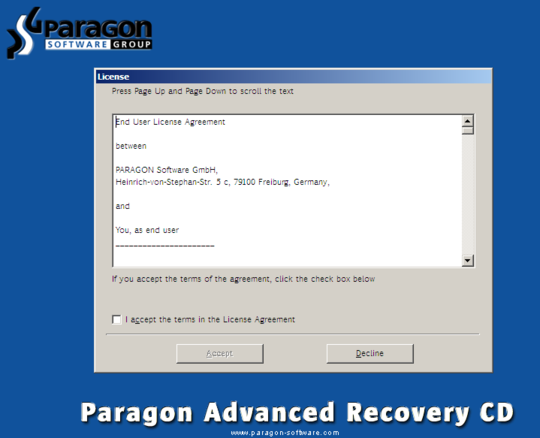 Paragon
SOFTWARE GROUP
License
Press Page Up and Page Down to scroll the text
End User License Agreement
between
PARAGON Software GmbH,
Heinrich-von-Stephan-Str. 5 c, 79100 Freiburg, Germany,
and
You, as end user
______________________
If you accept the terms of the agreement, click the check box below
I accept the terms in the License Agreement
Accept
Decline
Paragon Advanced Recovery CD
www.paragon-software.com